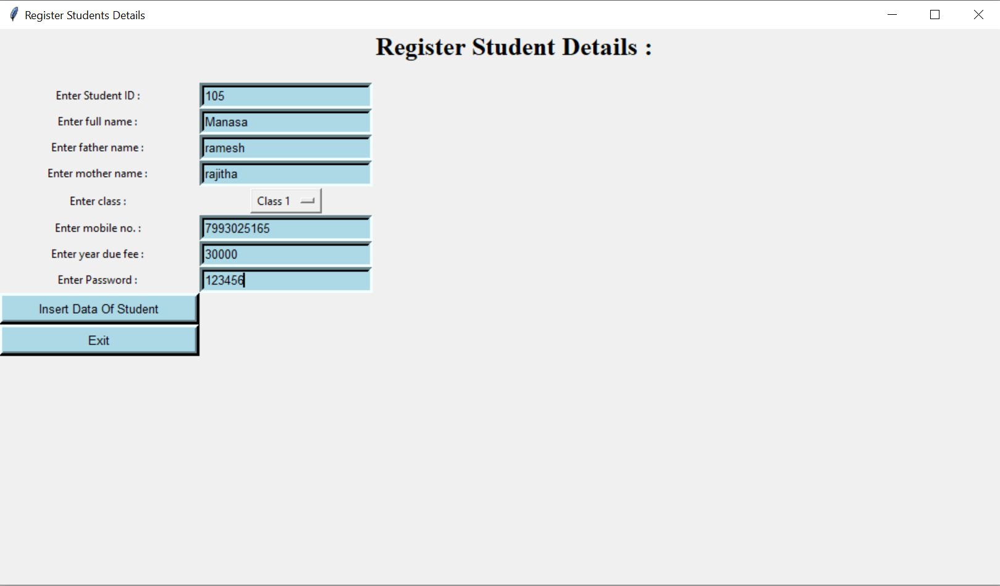 Register Students Details
Register Student Details :
Enter Student ID : 105
Enter full name : Manasa
Enter father name : ramesh
Enter mother name : rajitha
Enter class : Class 1
Enter mobile no. : 7993025165
Enter year due fee : 30000
Enter Password : 123456
Insert Data Of Student
Exit